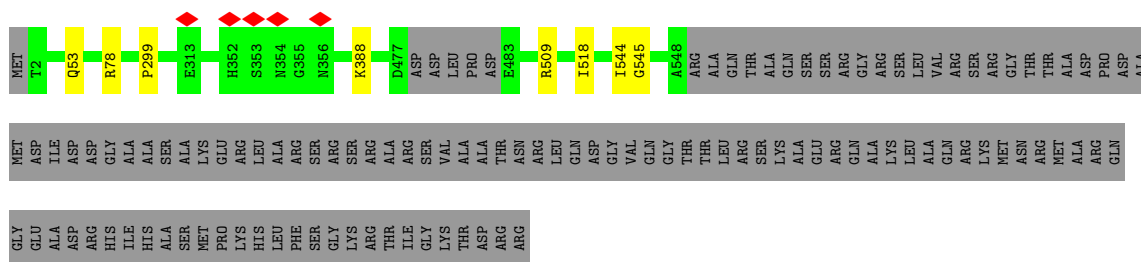 MET T2 Q53 R78 P299 E313 H352 S353 N354 G355 N356 K388 D477 ASP ASP LEU PRO ASP E483 R509 I518 I544 G545 A548 ARG ALA GLN THR ALA GLN SER SER ARG GLY ARG SER LEU VAL ARG SER ARG GLY THR THR ALA ASP PRO ASP ALA
MET ASP ILE ASP ASP GLY ALA ALA SER ALA LYS GLU ARG LEU ALA ARG SER ARG SER ARG ALA ARG SER VAL ALA ALA THR ASN ARG LEU GLN ASP GLY VAL GLN GLY THR THR LEU ARG SER LYS ALA GLU ARG GLN ALA LYS LEU ALA GLN ARG LYS MET ASN ARG MET ALA ARG GLN
GLY GLU ALA ASP ARG HIS ILE HIS ALA SER MET PRO LYS HIS LEU PHE SER GLY LYS ARG THR ILE GLY LYS THR ASP ARG ARG